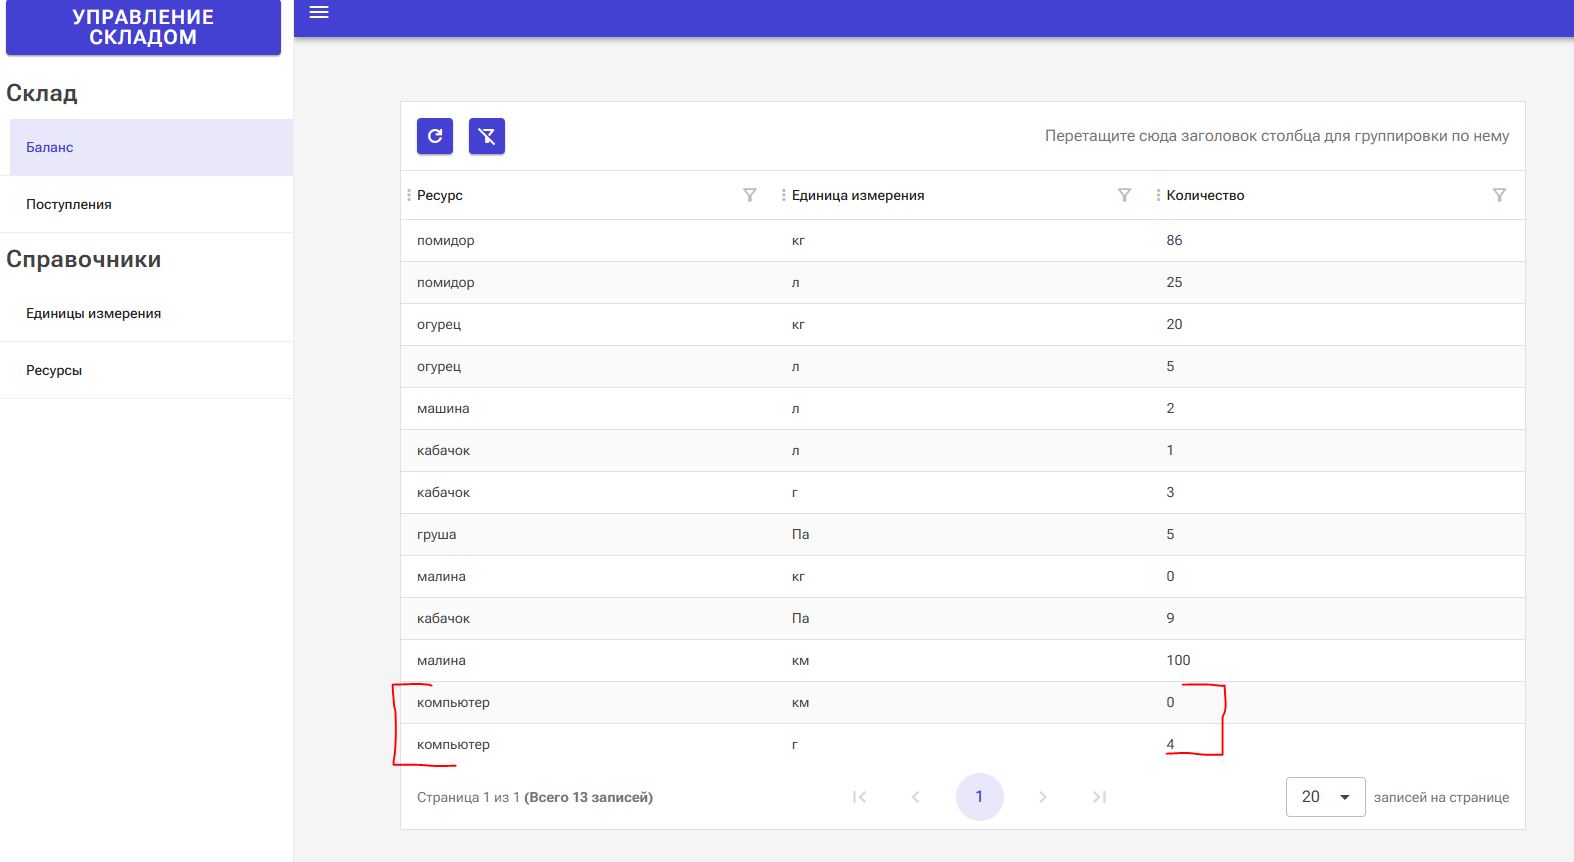 УПРАВЛЕНИЕ
СКЛАДОМ
Склад
Баланс
Поступления
Справочники
Единицы измерения
Ресурсы
Перетащите сюда заголовок столбца для группировки по нему
Ресурс Единица измерения Количество
помидор кг 86
помидор л 25
огурец кг 20
огурец л 5
машина л 2
кабачок л 1
кабачок г 3
груша Па 5
малина кг 0
кабачок Па 9
малина км 100
компьютер км 0
компьютер г 4
Страница 1 из 1 (Всего 13 записей) 1 20 записей на странице